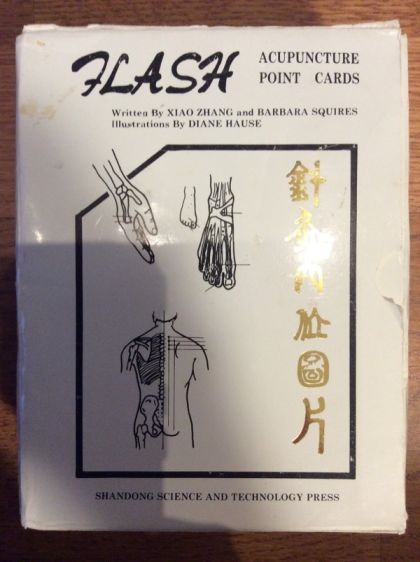 FLASH
ACUPUNCTURE
POINT CARDS
Written By XIAO ZHANG and BARBARA SQUIRES
Illustrations By DIANE HAUSE
針灸穴位圖片
SHANDONG SCIENCE AND TECHNOLOGY PRESS